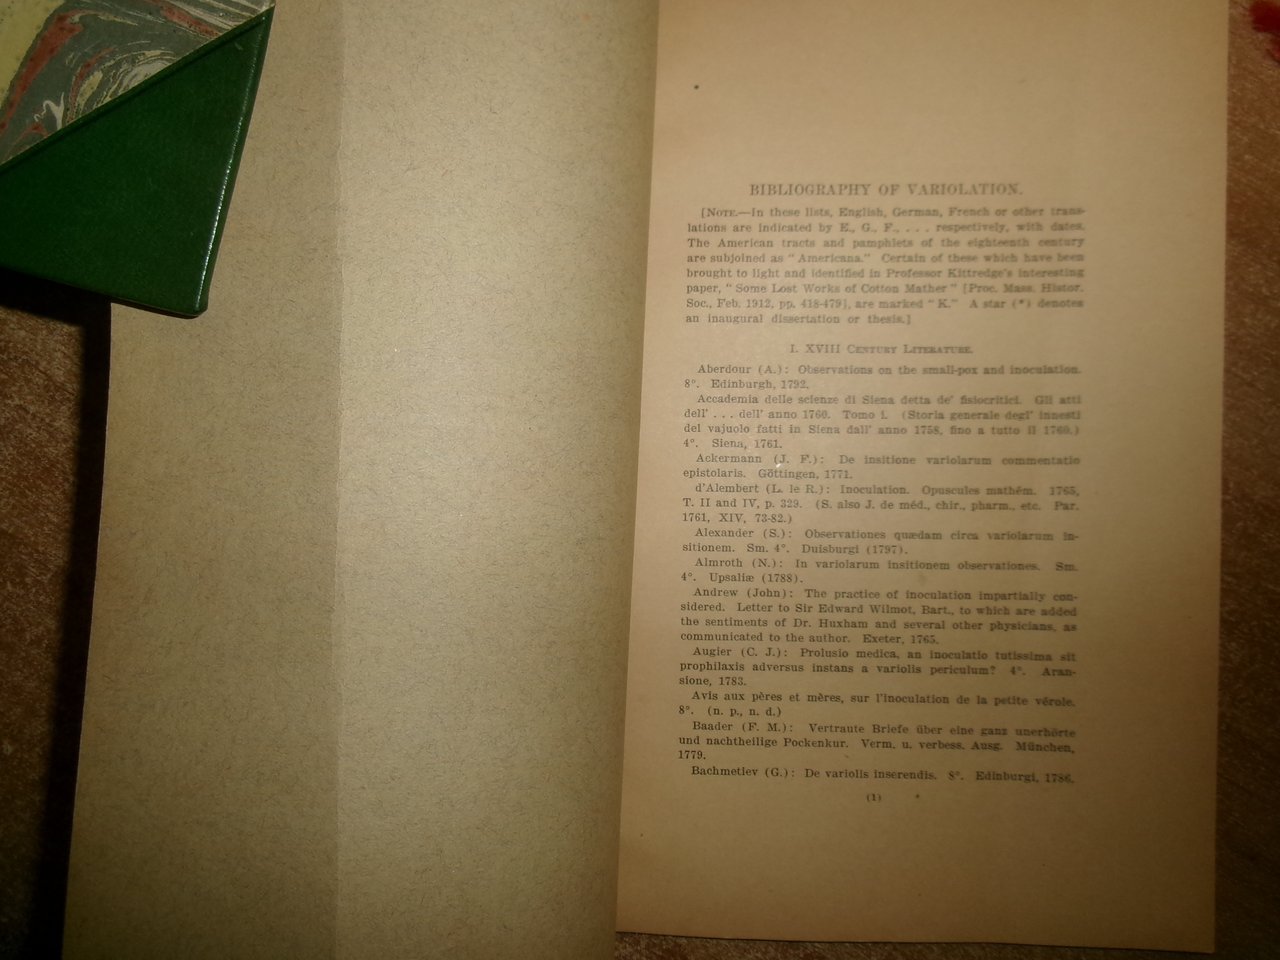 BIBLIOGRAPHY OF VARIOLATION.
[NOTE.—In these lists, English, German, French or other trans-
lations are indicated by E., G., F., . . . respectively, with dates.
The American tracts and pamphlets of the eighteenth century
are subjoined as "Americana." Certain of these which have been
brought to light and identified in Professor Kittredge's interesting
paper, "Some Lost Works of Cotton Mather" [Proc. Mass. Histor.
Soc., Feb. 1912, pp. 418-479], are marked "K." A star (*) denotes
an inaugural dissertation or thesis.]
I. XVIII CENTURY LITERATURE.
Aberdour (A.): Observations on the small-pox and inoculation.
8°. Edinburgh, 1792.
Accademia delle scienze di Siena detta de' fisiocritici. Gli atti
dell' . . . dell' anno 1760. Tomo i. (Storia generale degl' innesti
del vajuolo fatti in Siena dall' anno 1758, fino a tutto il 1760.)
4°. Siena, 1761.
Ackermann (J. F.): De insitione variolarum commentatio
epistolaris. Göttingen, 1771.
d'Alembert (L. le R.): Inoculation. Opuscules mathém. 1765,
T. II and IV, p. 329. (S. also J. de méd., chir., pharm., etc. Par.
1761, XIV, 73-82.)
Alexander (S.): Observationes quædam circa variolarum in-
sitionem. Sm. 4°. Duisburgi (1797).
Almroth (N.): In variolarum insitionem observationes. Sm.
4°. Upsaliæ (1788).
Andrew (John): The practice of inoculation impartially con-
sidered. Letter to Sir Edward Wilmot, Bart., to which are added
the sentiments of Dr. Huxham and several other physicians, as
communicated to the author. Exeter, 1765.
Augier (C. J.): Prolusio medica, an inoculatio tutissima sit
prophilaxis adversus instans a variolis periculum? 4°. Aran-
sione, 1783.
Avis aux pères et mères, sur l'inoculation de la petite vérole.
8°. (n. p., n. d.)
Baader (F. M.): Vertraute Briefe über eine ganz unerhörte
und nachtheilige Pockenkur. Verm. u. verbess. Ausg. München,
1779.
Bachmetiev (G.): De variolis inserendis. 8°. Edinburgi, 1786.
(1)